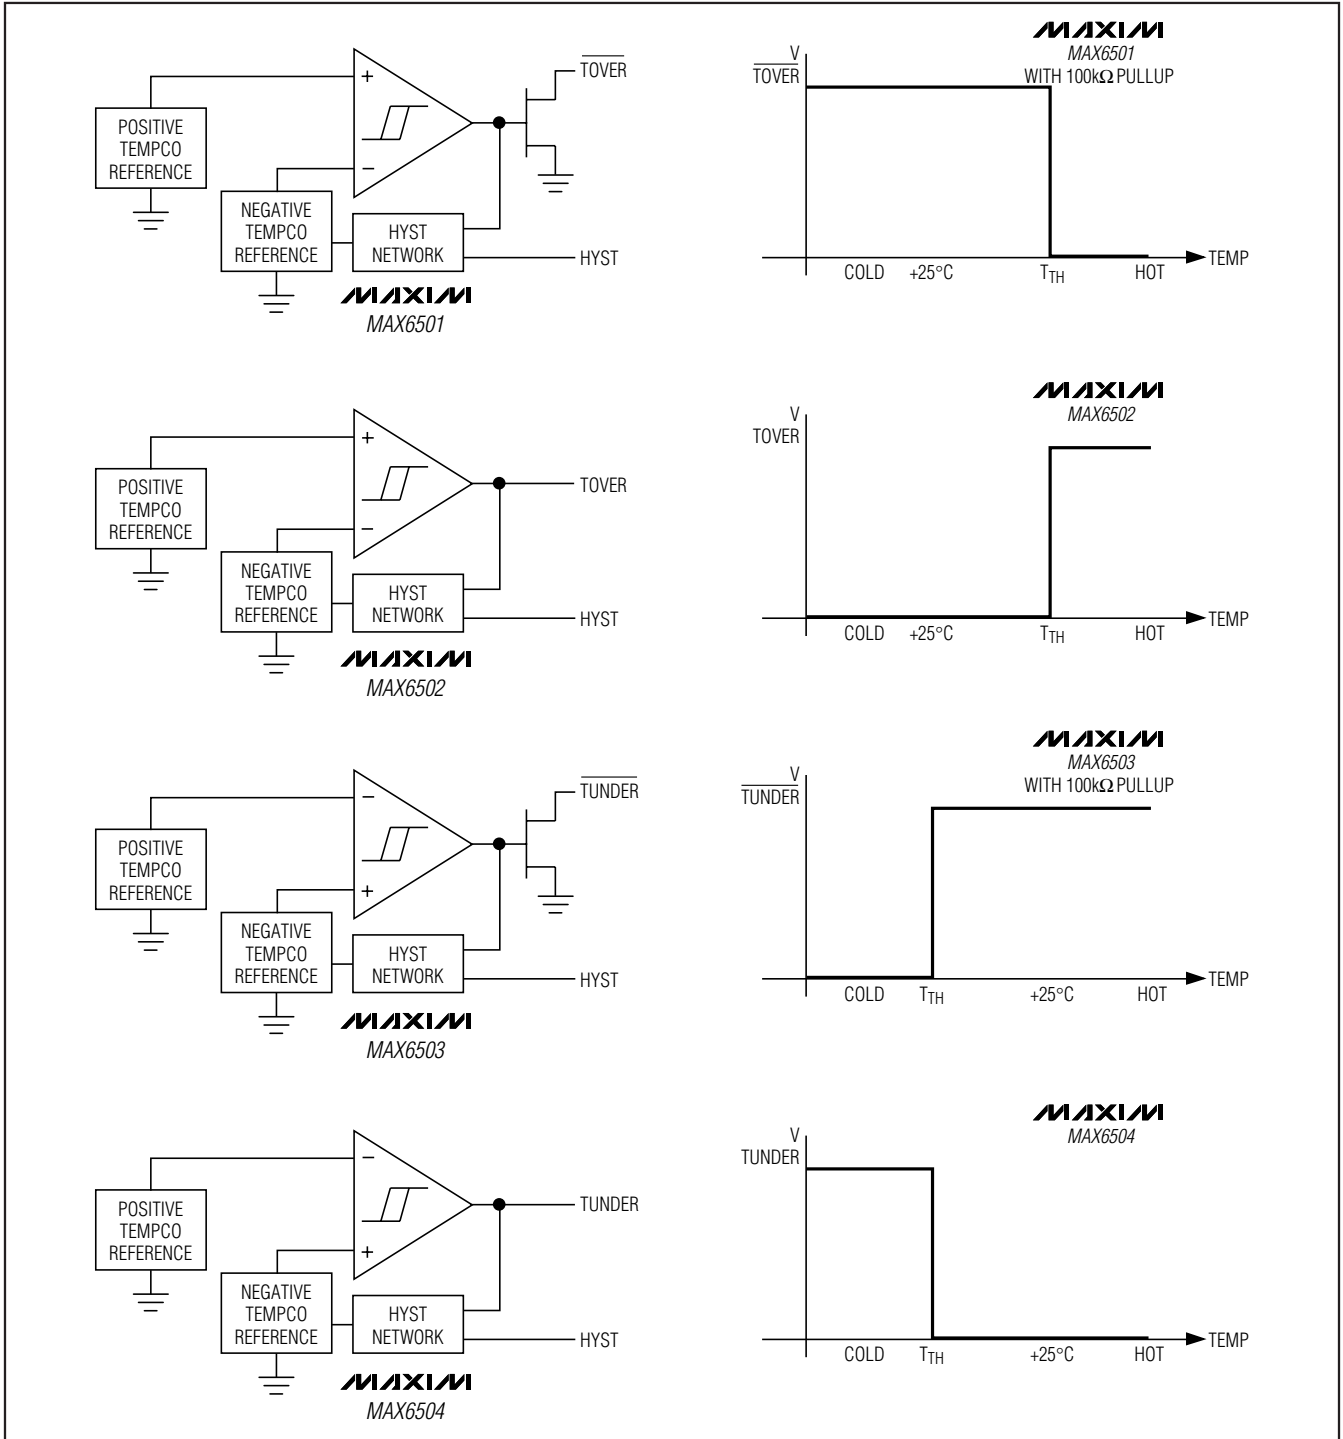 POSITIVE
TEMPCO
REFERENCE
+
−
NEGATIVE
TEMPCO
REFERENCE
HYST
NETWORK
TOVER
HYST
MAXIM
MAX6501
MAXIM
MAX6501
WITH 100kΩ PULLUP
V
TOVER
COLD +25°C TTH HOT
TEMP
POSITIVE
TEMPCO
REFERENCE
+
−
NEGATIVE
TEMPCO
REFERENCE
HYST
NETWORK
TOVER
HYST
MAXIM
MAX6502
MAXIM
MAX6502
V
TOVER
COLD +25°C TTH HOT
TEMP
POSITIVE
TEMPCO
REFERENCE
−
+
NEGATIVE
TEMPCO
REFERENCE
HYST
NETWORK
TUNDER
HYST
MAXIM
MAX6503
MAXIM
MAX6503
WITH 100kΩ PULLUP
V
TUNDER
COLD TTH +25°C HOT
TEMP
POSITIVE
TEMPCO
REFERENCE
−
+
NEGATIVE
TEMPCO
REFERENCE
HYST
NETWORK
TUNDER
HYST
MAXIM
MAX6504
MAXIM
MAX6504
V
TUNDER
COLD TTH +25°C HOT
TEMP